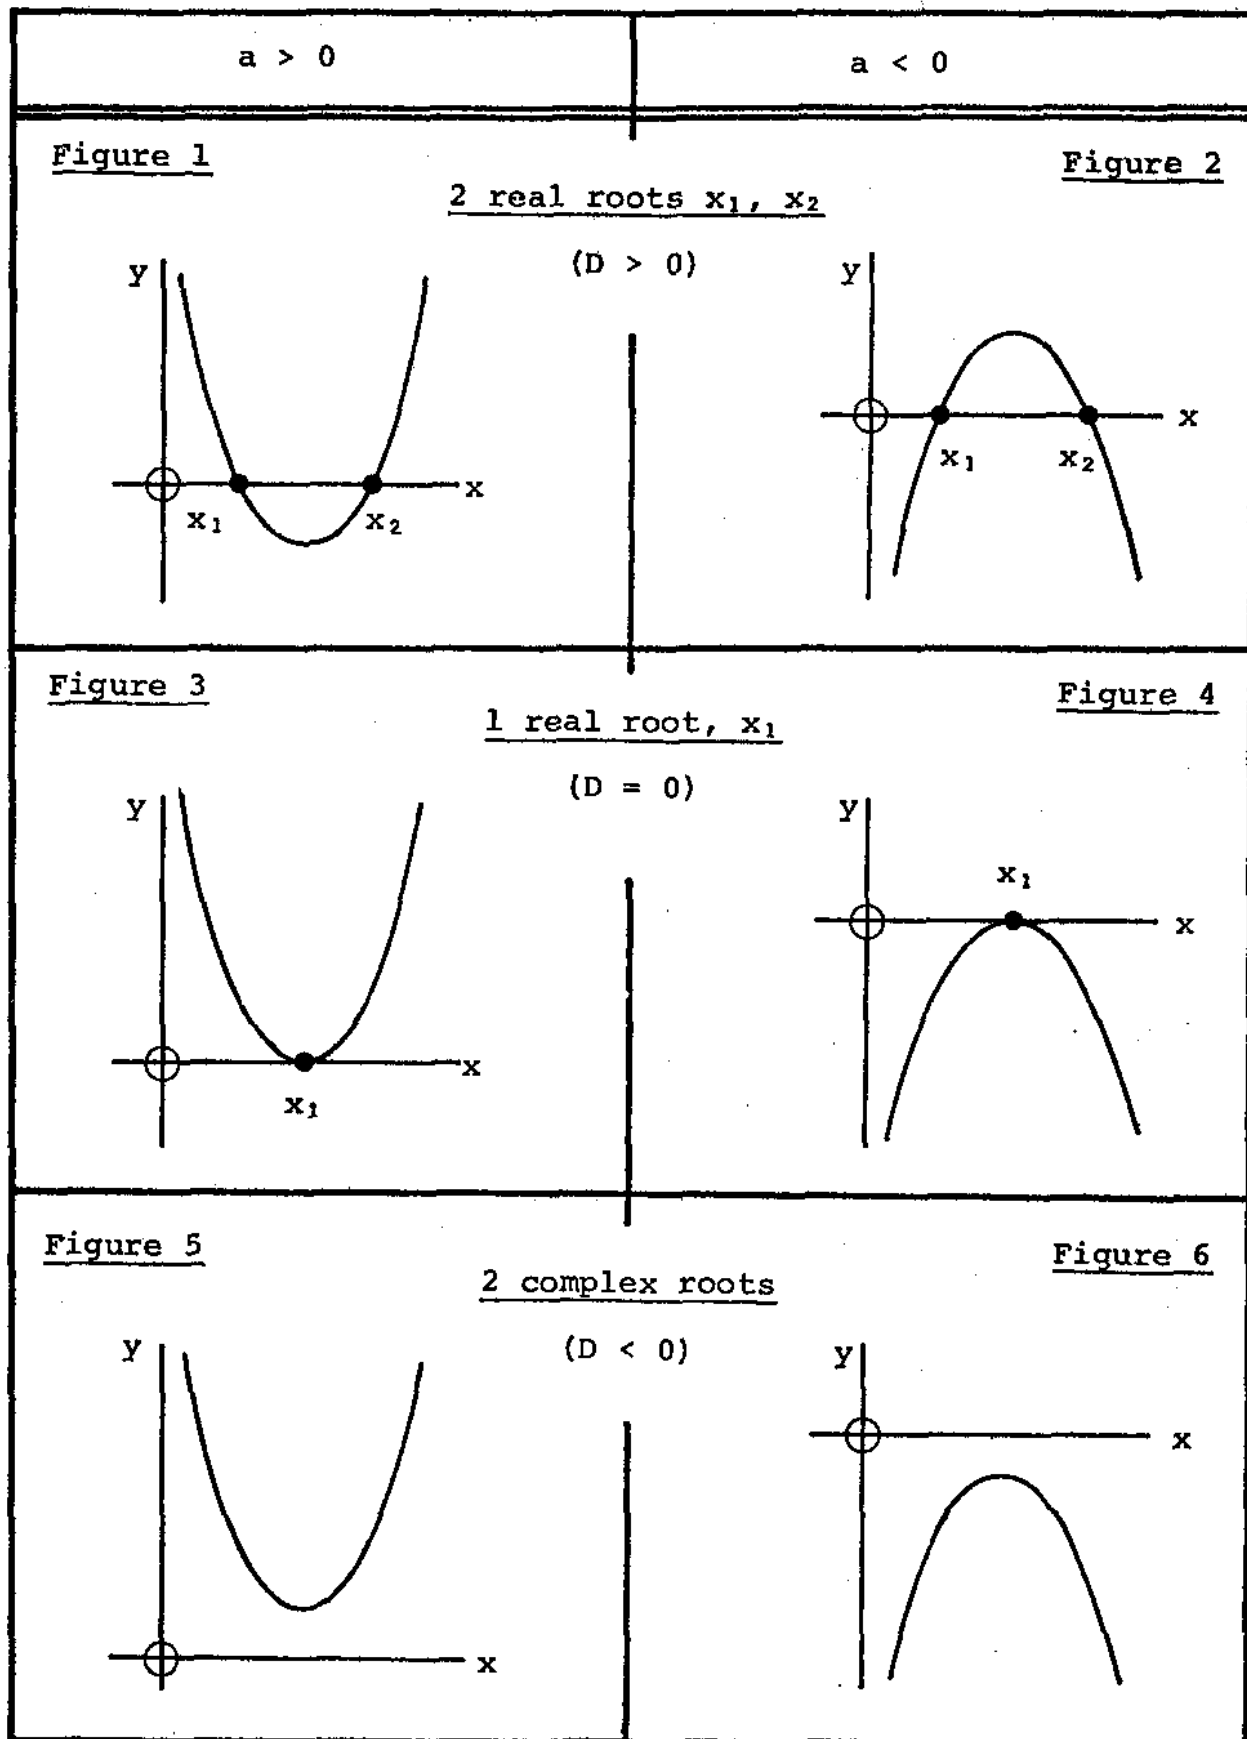 a > 0
a < 0
Figure 1
Figure 2
2 real roots x₁, x₂
(D > 0)
y
y
x
x₁
x₂
x
x₁
x₂
Figure 3
Figure 4
1 real root, x₁
(D = 0)
y
y
x₁
x
x
x₁
Figure 5
Figure 6
2 complex roots
(D < 0)
y
y
x
x